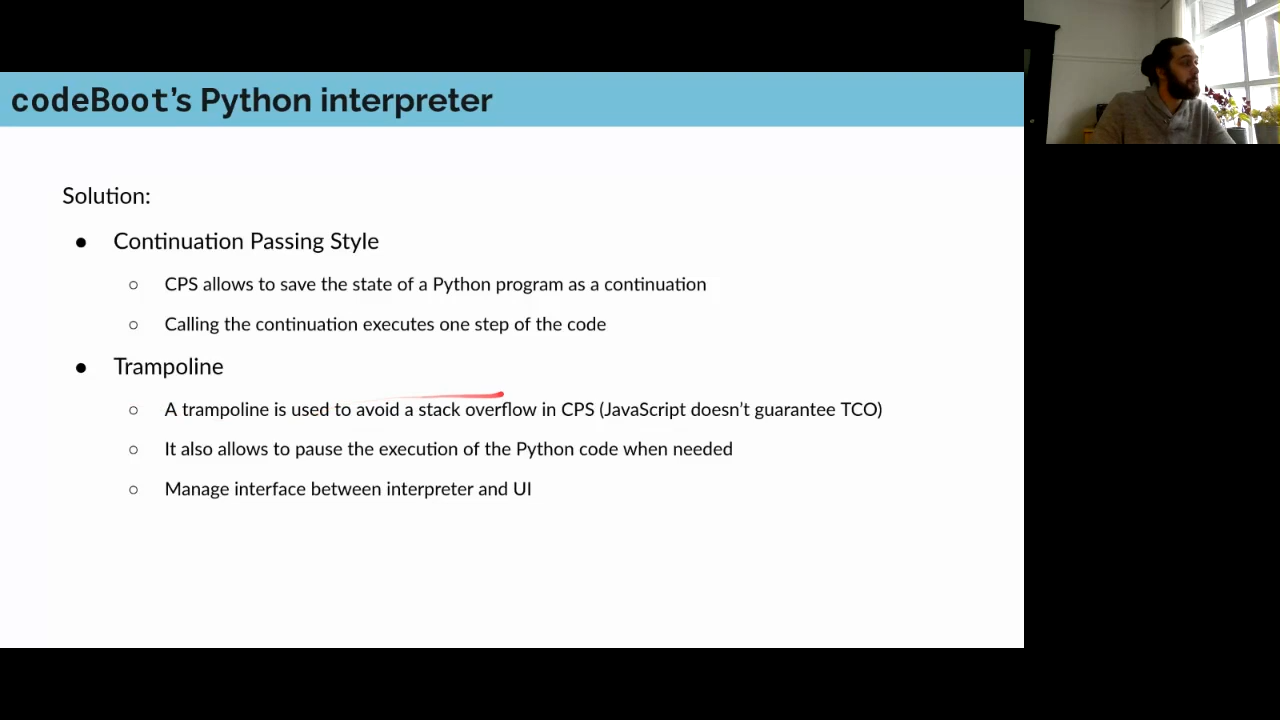 codeBoot's Python interpreter
Solution:
● Continuation Passing Style
○ CPS allows to save the state of a Python program as a continuation
○ Calling the continuation executes one step of the code
● Trampoline
○ A trampoline is used to avoid a stack overflow in CPS (JavaScript doesn't guarantee TCO)
○ It also allows to pause the execution of the Python code when needed
○ Manage interface between interpreter and UI